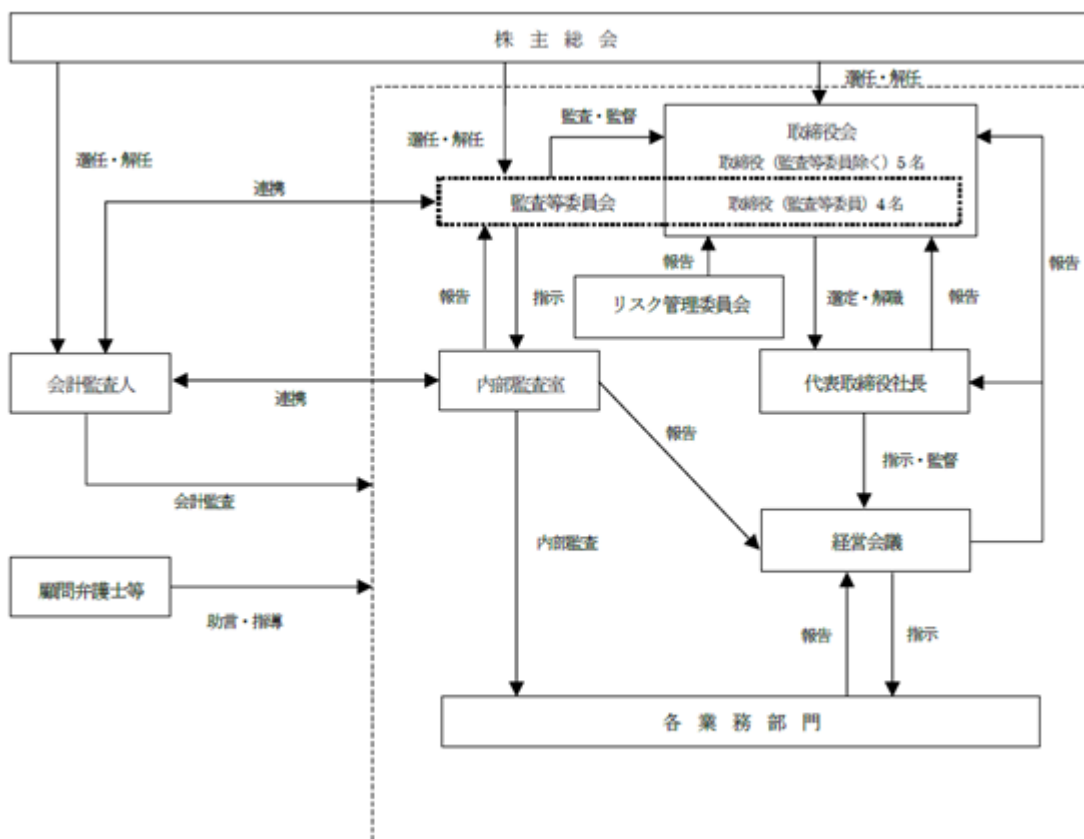 株 主 総 会
選任・解任
監査・監督
取締役会
選任・解任
選任・解任
取締役（監査等委員除く）5名
連携
監査等委員会
取締役（監査等委員）4名
報告
報告
報告
指示
リスク管理委員会
選定・解職
報告
会計監査人
内部監査室
代表取締役社長
連携
報告
指示・監督
会計監査
内部監査
経営会議
顧問弁護士等
助言・指導
報告
指示
各 業 務 部 門